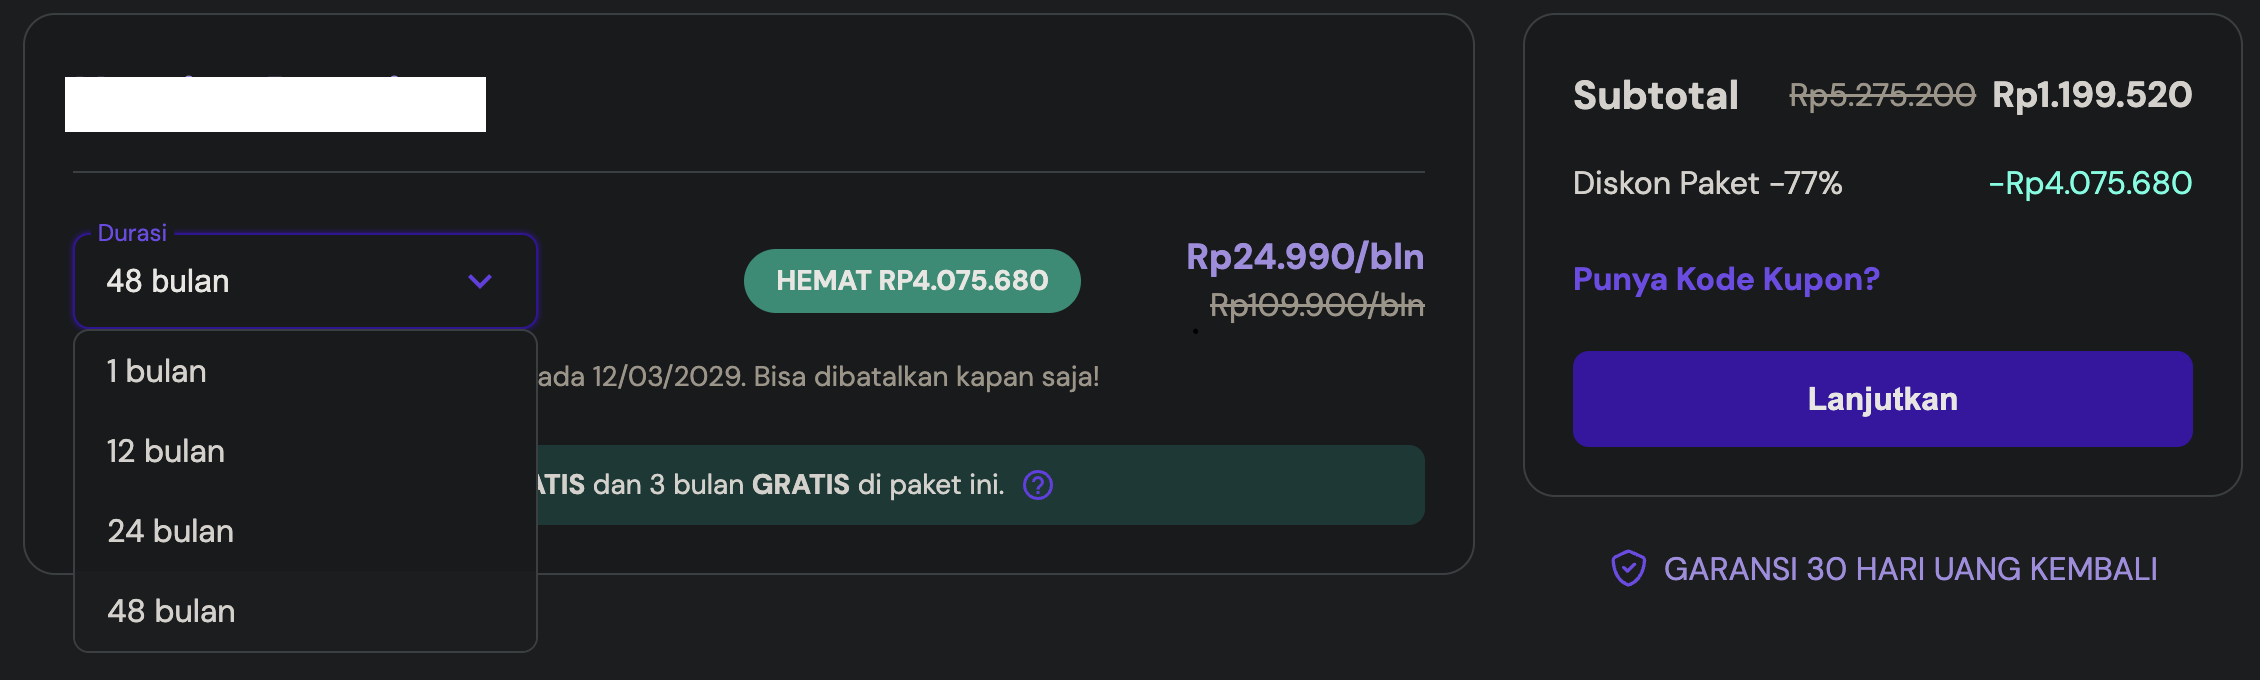 Durasi
48 bulan
1 bulan
12 bulan
24 bulan
48 bulan
HEMAT RP4.075.680
Rp24.990/bln
Rp109.900/bln
12/03/2029. Bisa dibatalkan kapan saja!
dan 3 bulan GRATIS di paket ini.
Subtotal Rp5.275.200 Rp1.199.520
Diskon Paket -77% -Rp4.075.680
Punya Kode Kupon?
Lanjutkan
GARANSI 30 HARI UANG KEMBALI